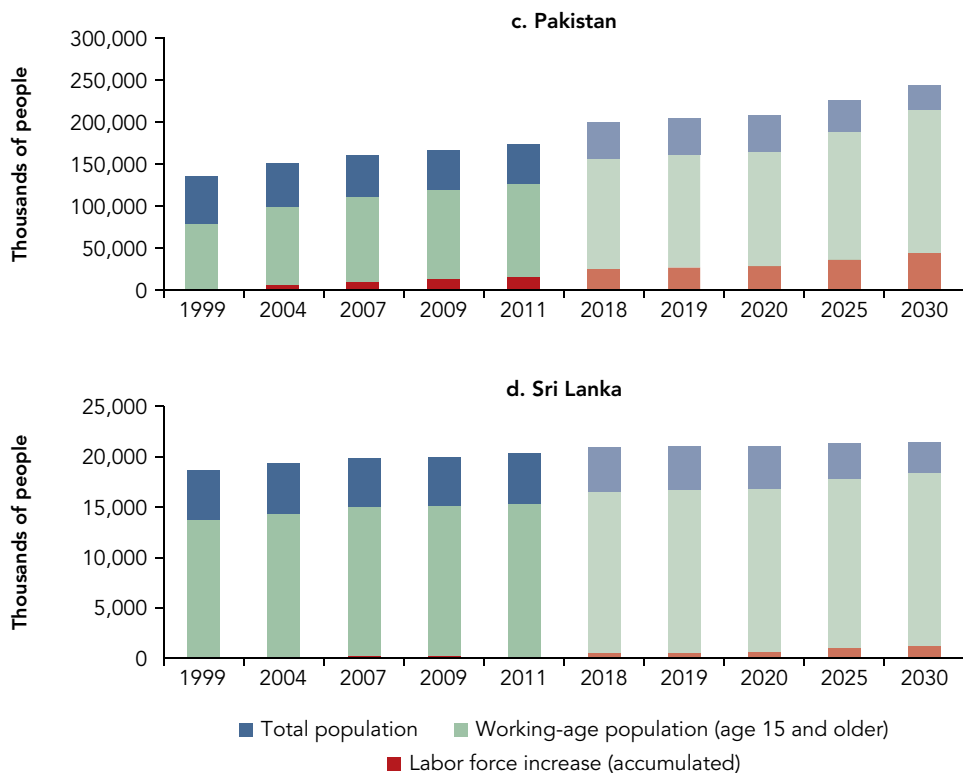 c. Pakistan
Thousands of people
300,000
250,000
200,000
150,000
100,000
50,000
0
1999 2004 2007 2009 2011 2018 2019 2020 2025 2030
d. Sri Lanka
Thousands of people
25,000
20,000
15,000
10,000
5,000
0
1999 2004 2007 2009 2011 2018 2019 2020 2025 2030
Total population Working-age population (age 15 and older)
Labor force increase (accumulated)